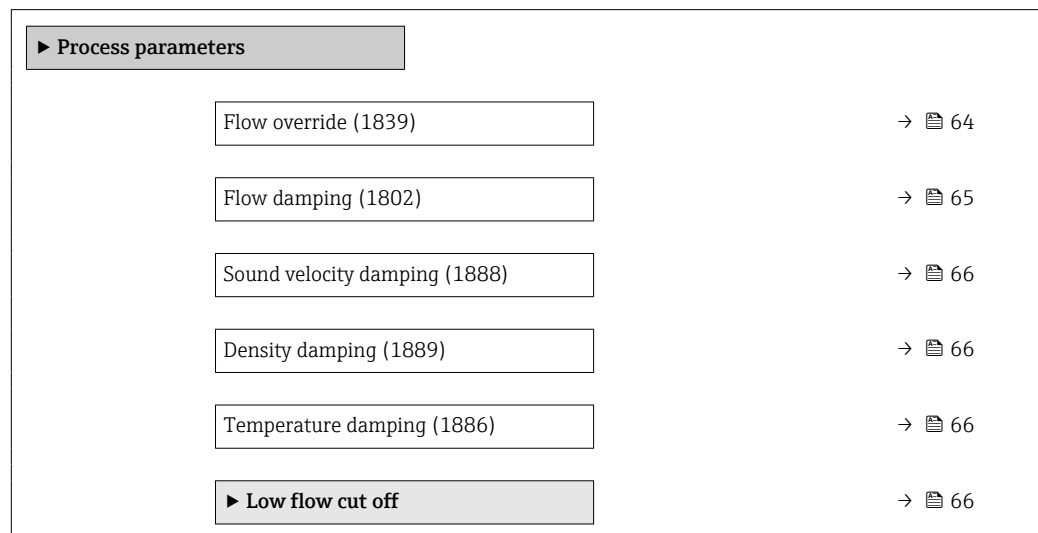 ▶ Process parameters
Flow override (1839) → 64
Flow damping (1802) → 65
Sound velocity damping (1888) → 66
Density damping (1889) → 66
Temperature damping (1886) → 66
▶ Low flow cut off → 66